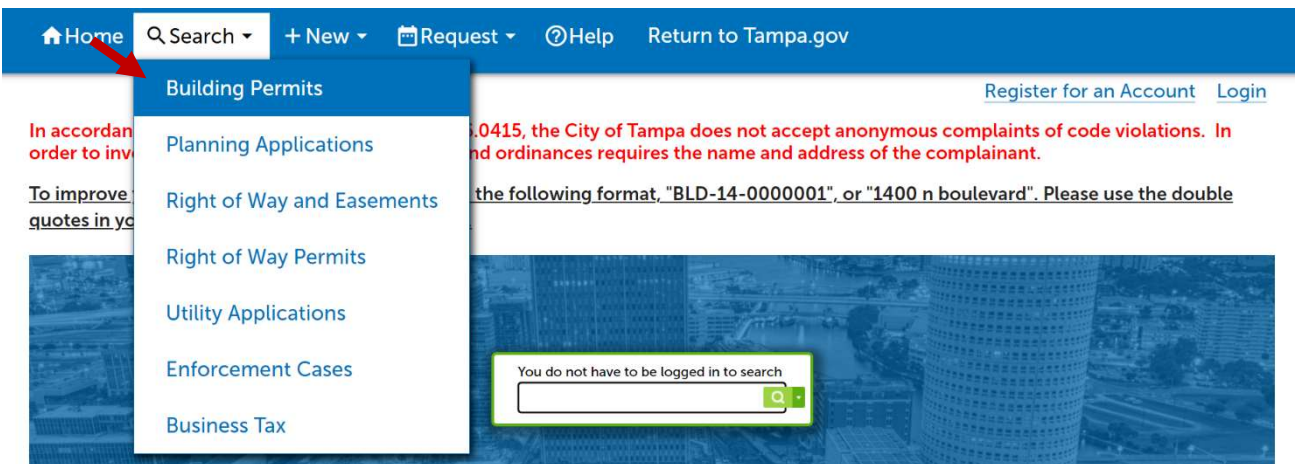 Home Search + New Request Help Return to Tampa.gov
Building Permits
Register for an Account Login
In accordan .0415, the City of Tampa does not accept anonymous complaints of code violations. In
Planning Applications
order to inv nd ordinances requires the name and address of the complainant.
To improve the following format, "BLD-14-0000001", or "1400 n boulevard". Please use the double
Right of Way and Easements
quotes in yo
Right of Way Permits
Utility Applications
Enforcement Cases
Business Tax
You do not have to be logged in to search